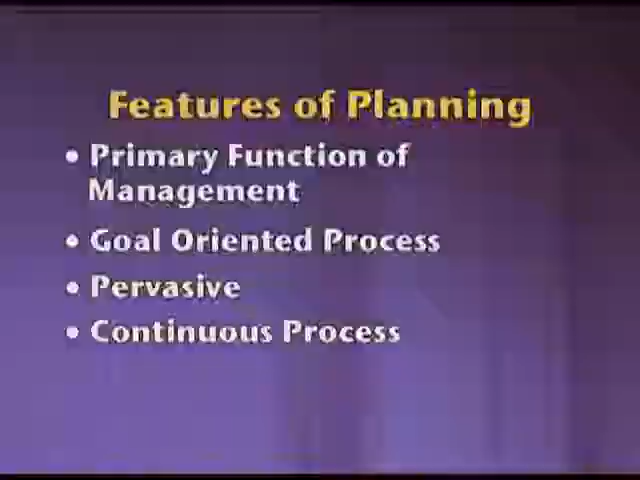 Features of Planning
• Primary Function of
Management
• Goal Oriented Process
• Pervasive
• Continuous Process